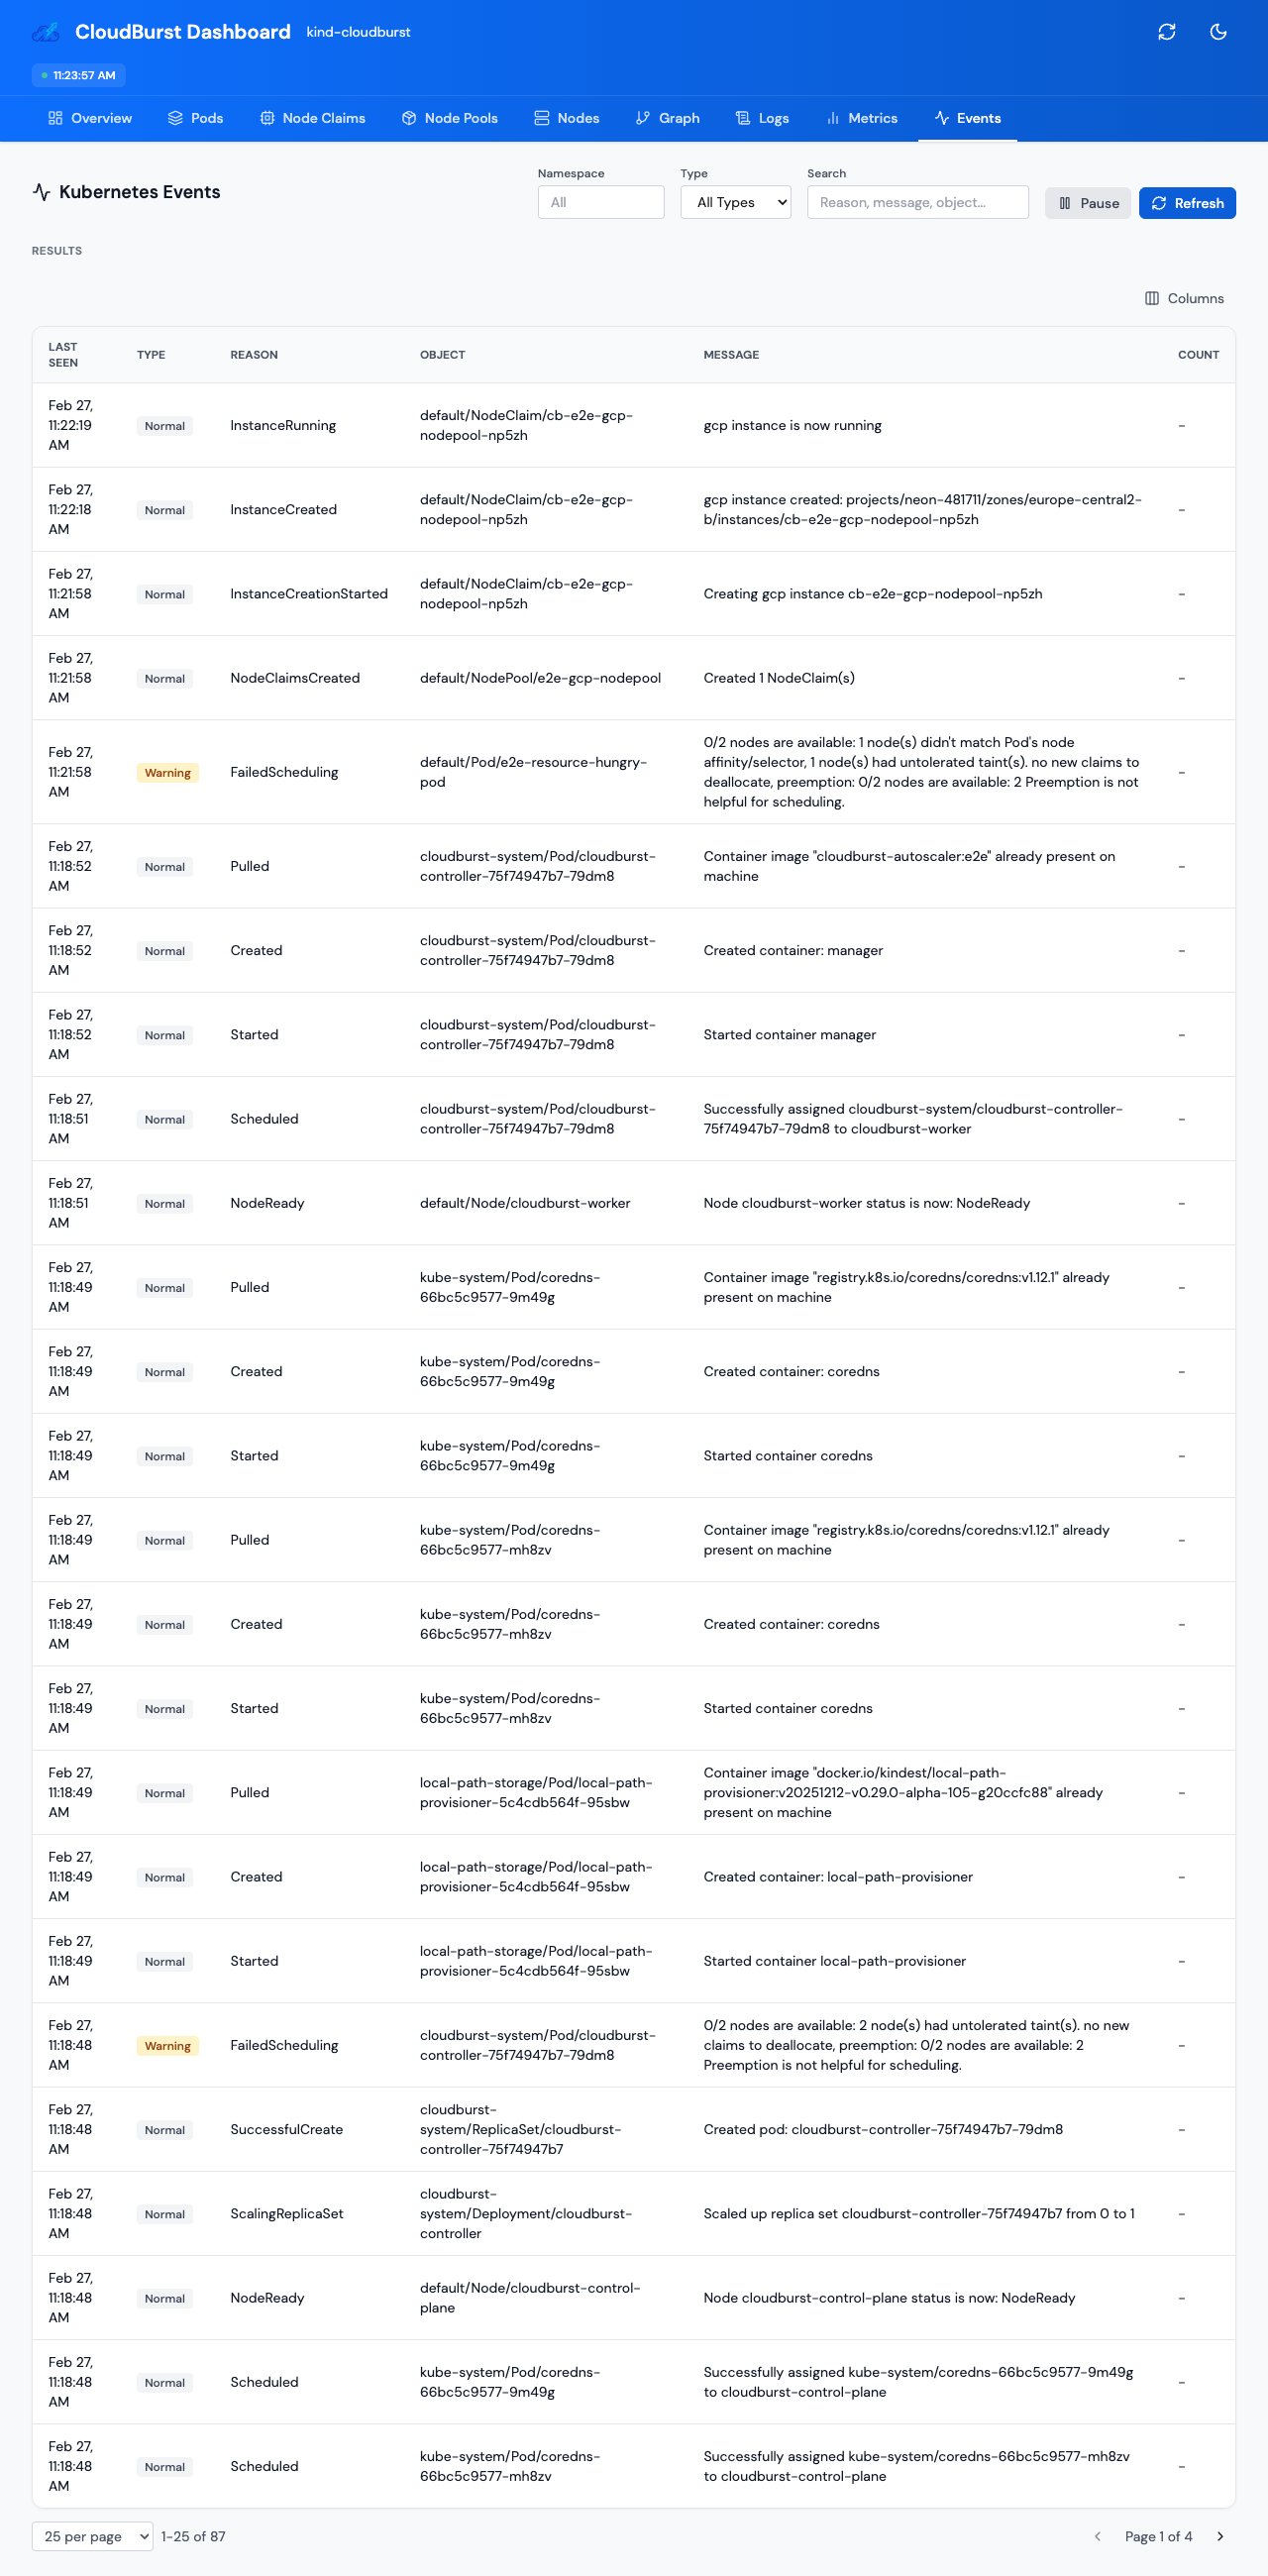 CloudBurst Dashboard kind-cloudburst
11:23:57 AM
Overview Pods Node Claims Node Pools Nodes Graph Logs Metrics Events
Kubernetes Events
Namespace Type Search
All All Types Reason, message, object... Pause Refresh
RESULTS
Columns
LAST SEEN TYPE REASON OBJECT MESSAGE COUNT
Feb 27, 11:22:19 AM Normal InstanceRunning default/NodeClaim/cb-e2e-gcp-nodepool-np5zh gcp instance is now running -
Feb 27, 11:22:18 AM Normal InstanceCreated default/NodeClaim/cb-e2e-gcp-nodepool-np5zh gcp instance created: projects/neon-481711/zones/europe-central2-b/instances/cb-e2e-gcp-nodepool-np5zh -
Feb 27, 11:21:58 AM Normal InstanceCreationStarted default/NodeClaim/cb-e2e-gcp-nodepool-np5zh Creating gcp instance cb-e2e-gcp-nodepool-np5zh -
Feb 27, 11:21:58 AM Normal NodeClaimsCreated default/NodePool/e2e-gcp-nodepool Created 1 NodeClaim(s) -
Feb 27, 11:21:58 AM Warning FailedScheduling default/Pod/e2e-resource-hungry-pod 0/2 nodes are available: 1 node(s) didn't match Pod's node affinity/selector, 1 node(s) had untolerated taint(s). no new claims to deallocate, preemption: 0/2 nodes are available: 2 Preemption is not helpful for scheduling. -
Feb 27, 11:18:52 AM Normal Pulled cloudburst-system/Pod/cloudburst-controller-75f74947b7-79dm8 Container image "cloudburst-autoscaler:e2e" already present on machine -
Feb 27, 11:18:52 AM Normal Created cloudburst-system/Pod/cloudburst-controller-75f74947b7-79dm8 Created container: manager -
Feb 27, 11:18:52 AM Normal Started cloudburst-system/Pod/cloudburst-controller-75f74947b7-79dm8 Started container manager -
Feb 27, 11:18:51 AM Normal Scheduled cloudburst-system/Pod/cloudburst-controller-75f74947b7-79dm8 Successfully assigned cloudburst-system/cloudburst-controller-75f74947b7-79dm8 to cloudburst-worker -
Feb 27, 11:18:51 AM Normal NodeReady default/Node/cloudburst-worker Node cloudburst-worker status is now: NodeReady -
Feb 27, 11:18:49 AM Normal Pulled kube-system/Pod/coredns-66bc5c9577-9m49g Container image "registry.k8s.io/coredns/coredns:v1.12.1" already present on machine -
Feb 27, 11:18:49 AM Normal Created kube-system/Pod/coredns-66bc5c9577-9m49g Created container: coredns -
Feb 27, 11:18:49 AM Normal Started kube-system/Pod/coredns-66bc5c9577-9m49g Started container coredns -
Feb 27, 11:18:49 AM Normal Pulled kube-system/Pod/coredns-66bc5c9577-mh8zv Container image "registry.k8s.io/coredns/coredns:v1.12.1" already present on machine -
Feb 27, 11:18:49 AM Normal Created kube-system/Pod/coredns-66bc5c9577-mh8zv Created container: coredns -
Feb 27, 11:18:49 AM Normal Started kube-system/Pod/coredns-66bc5c9577-mh8zv Started container coredns -
Feb 27, 11:18:49 AM Normal Pulled local-path-storage/Pod/local-path-provisioner-5c4cdb564f-95sbw Container image "docker.io/kindest/local-path-provisioner:v20251212-v0.29.0-alpha-105-g20ccfc88" already present on machine -
Feb 27, 11:18:49 AM Normal Created local-path-storage/Pod/local-path-provisioner-5c4cdb564f-95sbw Created container: local-path-provisioner -
Feb 27, 11:18:49 AM Normal Started local-path-storage/Pod/local-path-provisioner-5c4cdb564f-95sbw Started container local-path-provisioner -
Feb 27, 11:18:48 AM Warning FailedScheduling cloudburst-system/Pod/cloudburst-controller-75f74947b7-79dm8 0/2 nodes are available: 2 node(s) had untolerated taint(s). no new claims to deallocate, preemption: 0/2 nodes are available: 2 Preemption is not helpful for scheduling. -
Feb 27, 11:18:48 AM Normal SuccessfulCreate cloudburst-system/ReplicaSet/cloudburst-controller-75f74947b7 Created pod: cloudburst-controller-75f74947b7-79dm8 -
Feb 27, 11:18:48 AM Normal ScalingReplicaSet cloudburst-system/Deployment/cloudburst-controller Scaled up replica set cloudburst-controller-75f74947b7 from 0 to 1 -
Feb 27, 11:18:48 AM Normal NodeReady default/Node/cloudburst-control-plane Node cloudburst-control-plane status is now: NodeReady -
Feb 27, 11:18:48 AM Normal Scheduled kube-system/Pod/coredns-66bc5c9577-9m49g Successfully assigned kube-system/coredns-66bc5c9577-9m49g to cloudburst-control-plane -
Feb 27, 11:18:48 AM Normal Scheduled kube-system/Pod/coredns-66bc5c9577-mh8zv Successfully assigned kube-system/coredns-66bc5c9577-mh8zv to cloudburst-control-plane -
25 per page 1-25 of 87 Page 1 of 4